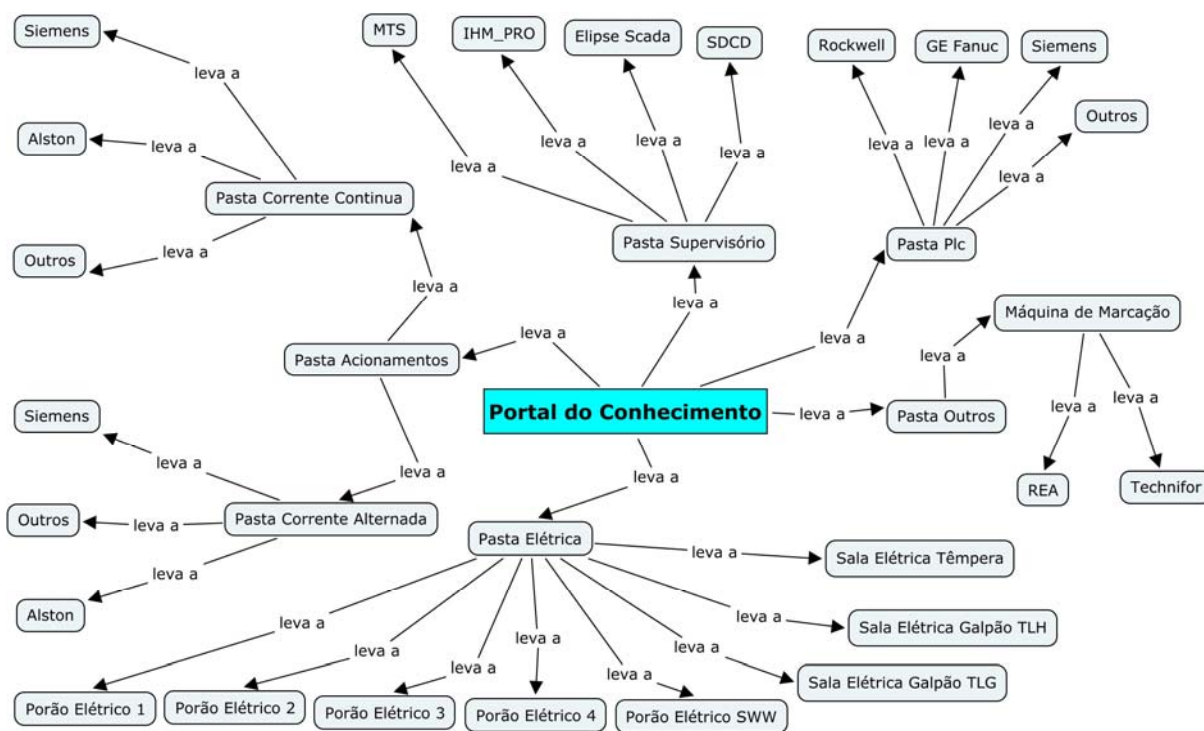 Siemens
MTS
IHM_PRO
Elipse Scada
SDCD
Rockwell
GE Fanuc
Siemens
leva a
Outros
Alston
leva a
leva a
leva a
leva a
leva a
leva a
leva a
leva a
leva a
Pasta Corrente Continua
Outros
leva a
Pasta Supervisório
Pasta Plc
leva a
leva a
leva a
Máquina de Marcação
leva a
Pasta Acionamentos
leva a
Portal do Conhecimento
leva a
Pasta Outros
leva a
leva a
Siemens
leva a
leva a
leva a
REA
Technifor
Outros
leva a
Pasta Corrente Alternada
Pasta Elétrica
leva a
Sala Elétrica Têmpera
leva a
Alston
leva a
leva a
leva a
leva a
leva a
leva a
leva a
Sala Elétrica Galpão TLH
Sala Elétrica Galpão TLG
Porão Elétrico 1
Porão Elétrico 2
Porão Elétrico 3
Porão Elétrico 4
Porão Elétrico SWW